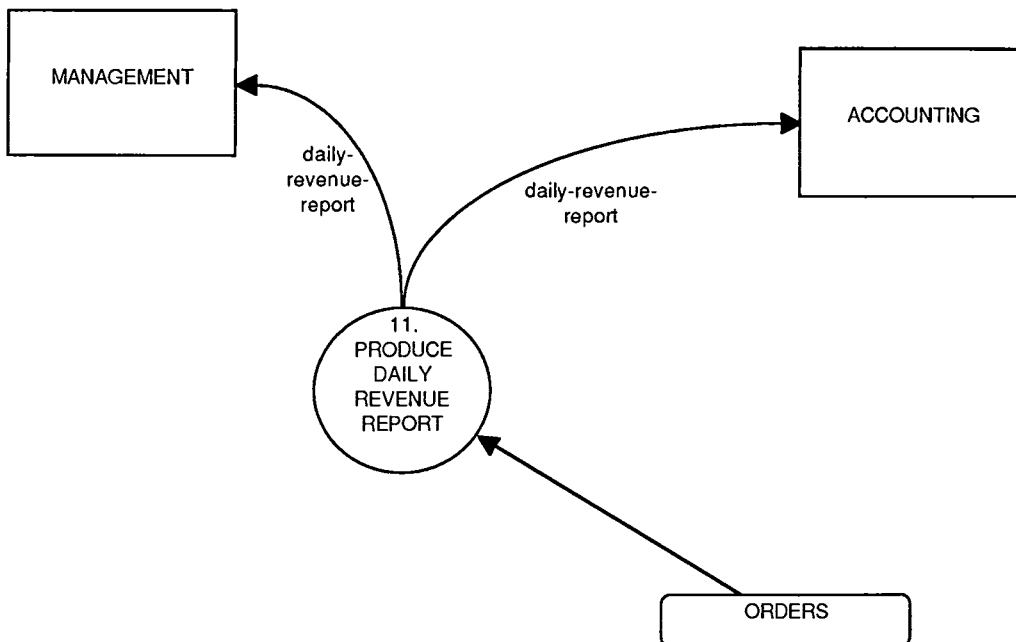 MANAGEMENT
ACCOUNTING
daily-
revenue-
report
daily-revenue-
report
11.
PRODUCE
DAILY
REVENUE
REPORT
ORDERS